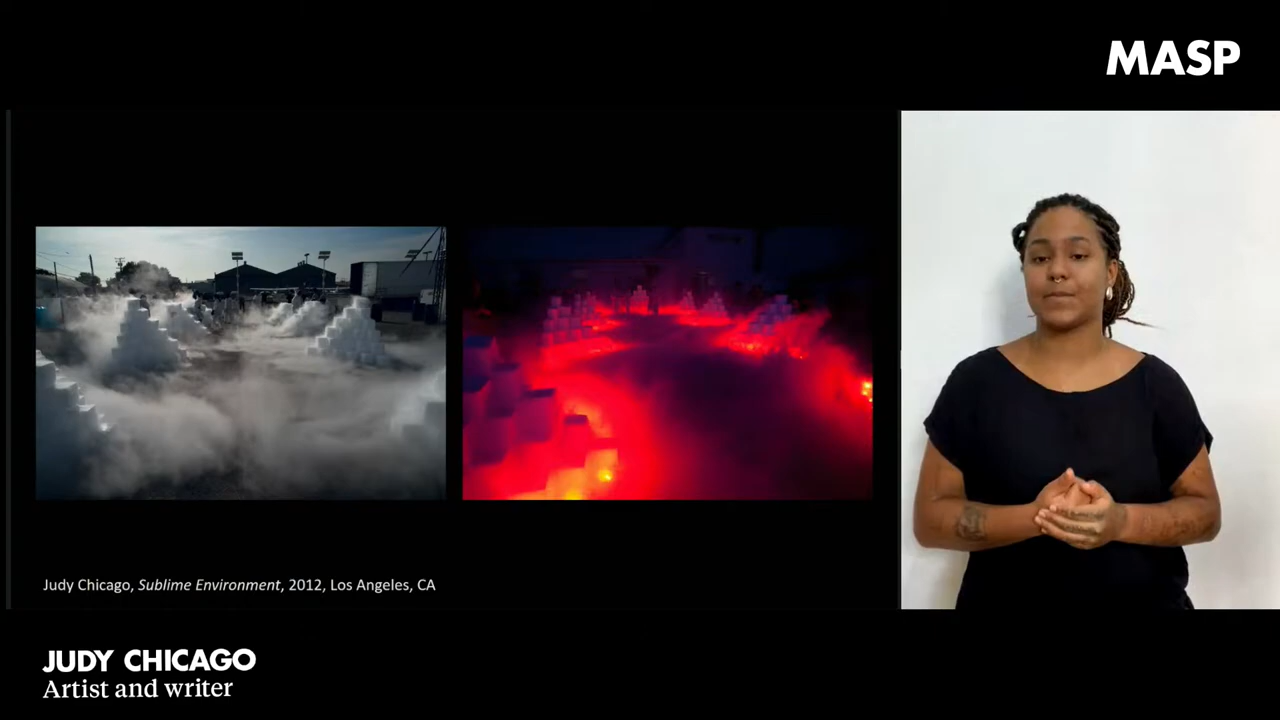 MASP
Judy Chicago, Sublime Environment, 2012, Los Angeles, CA
JUDY CHICAGO
Artist and writer